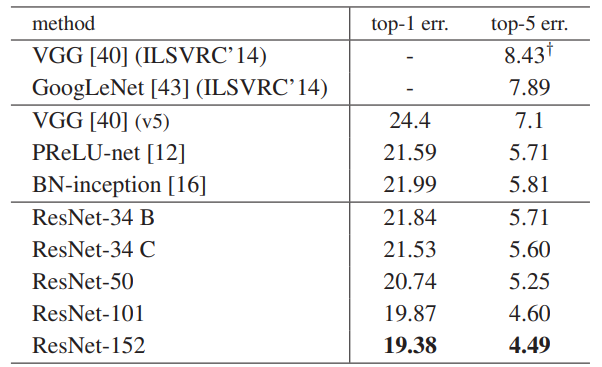 method top-1 err. top-5 err.
VGG [40] (ILSVRC’14) - 8.43†
GoogLeNet [43] (ILSVRC’14) - 7.89
VGG [40] (v5) 24.4 7.1
PReLU-net [12] 21.59 5.71
BN-inception [16] 21.99 5.81
ResNet-34 B 21.84 5.71
ResNet-34 C 21.53 5.60
ResNet-50 20.74 5.25
ResNet-101 19.87 4.60
ResNet-152 19.38 4.49